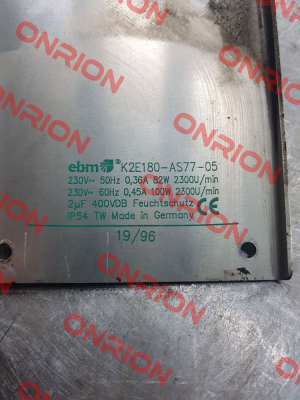 ONRION
ONRION
ONRION
ebm K2E180-AS77-05
230V~ 50Hz 0,36A 82W 2300U/min
230V~ 60Hz 0,45A 100W 2300U/min
2µF 400VDB Feuchtschutz
IP54 TW Made in Germany CE
19/96
ONRION
ONRION
ONRION